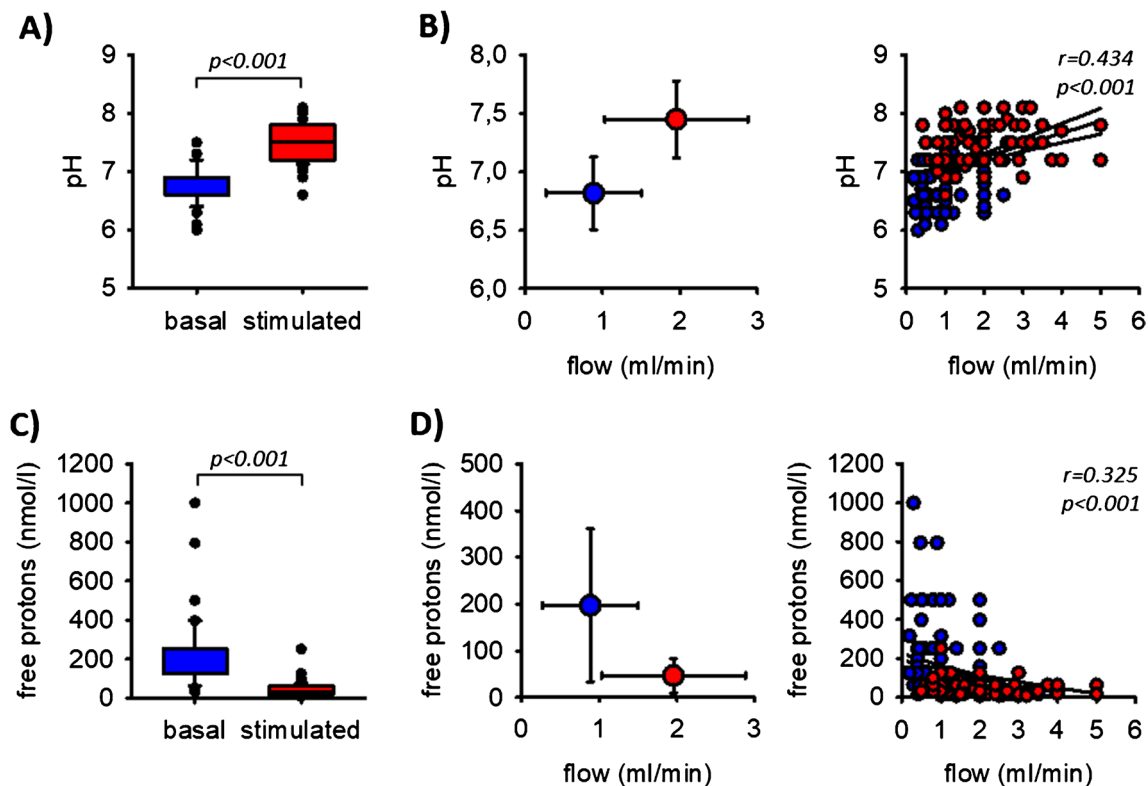 A)
p<0.001
pH
9
8
7
6
5
basal stimulated
B)
pH
8,0
7,5
7,0
6,5
6,0
0 1 2 3
flow (ml/min)
r=0.434
p<0.001
pH
9
8
7
6
5
0 1 2 3 4 5 6
flow (ml/min)
C)
p<0.001
free protons (nmol/l)
1200
1000
800
600
400
200
0
basal stimulated
D)
free protons (nmol/l)
500
400
300
200
100
0
0 1 2 3
flow (ml/min)
r=0.325
p<0.001
free protons (nmol/l)
1200
1000
800
600
400
200
0
0 1 2 3 4 5 6
flow (ml/min)